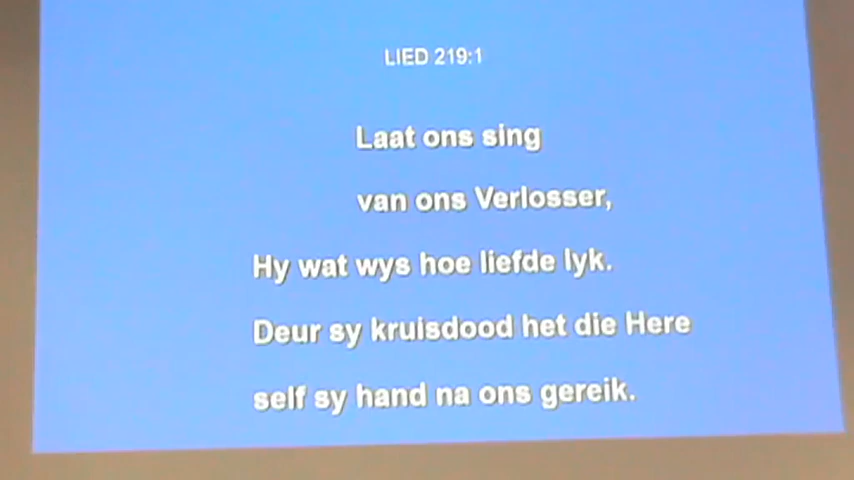 LIED 219:1
Laat ons sing
van ons Verlosser,
Hy wat wys hoe liefde lyk.
Deur sy kruisdood het die Here
self sy hand na ons gereik.